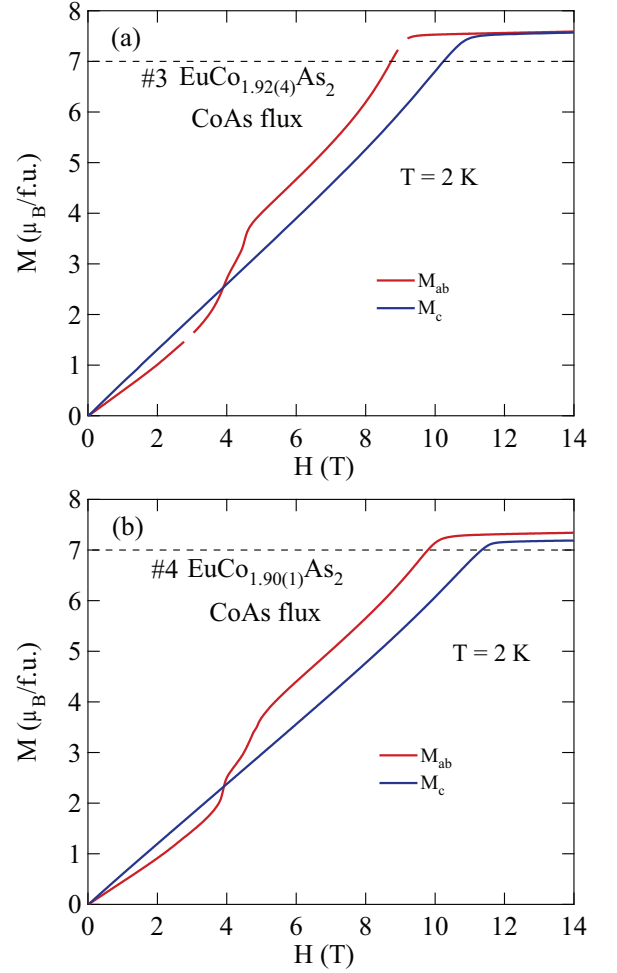 (a)
8
7
6
5
4
3
2
1
0
M (μB/f.u.)
#3 EuCo1.92(4)As2
CoAs flux
T = 2 K
Mab
Mc
0 2 4 6 8 10 12 14
H (T)
(b)
8
7
6
5
4
3
2
1
0
M (μB/f.u.)
#4 EuCo1.90(1)As2
CoAs flux
T = 2 K
Mab
Mc
0 2 4 6 8 10 12 14
H (T)